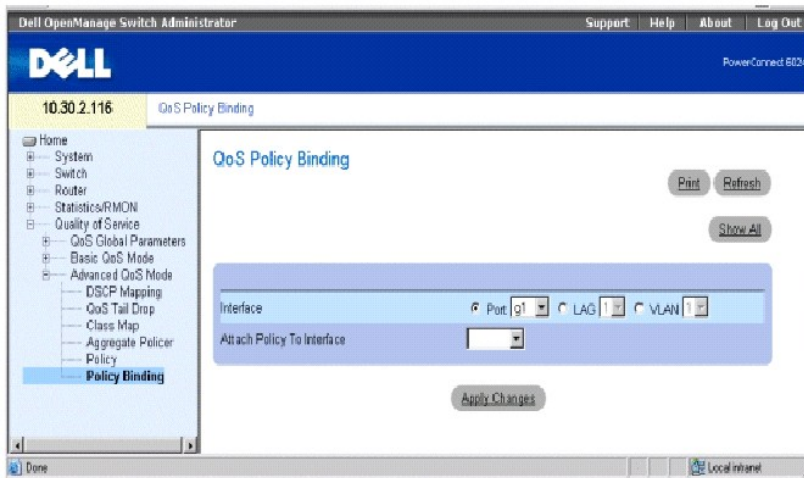 Dell OpenManage Switch Administrator Support Help About Log Out
DELL
PowerConnect 602
10.30.2.116 QoS Policy Binding
Home
System
Switch
Router
Statistics/RMON
Quality of Service
QoS Global Parameters
Basic QoS Mode
Advanced QoS Mode
DSCP Mapping
QoS Tail Drop
Class Map
Aggregate Policer
Policy
Policy Binding
QoS Policy Binding
Print Refresh
Show All
Interface Port g1 LAG 1 VLAN 1
Attach Policy To Interface
Apply Changes
Done Local intranet